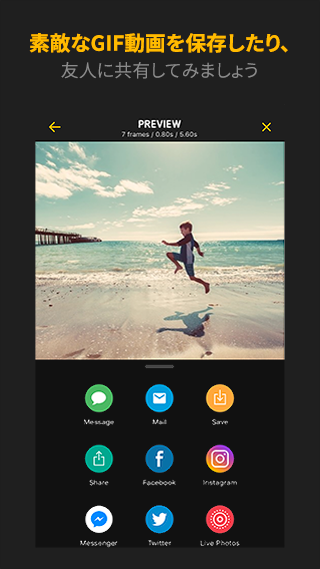 素敵なGIF動画を保存したり、
友人に共有してみましょう
PREVIEW
7 frames / 0.80s / 5.60s
Message Mail Save
Share Facebook Instagram
Messenger Twitter Live Photos